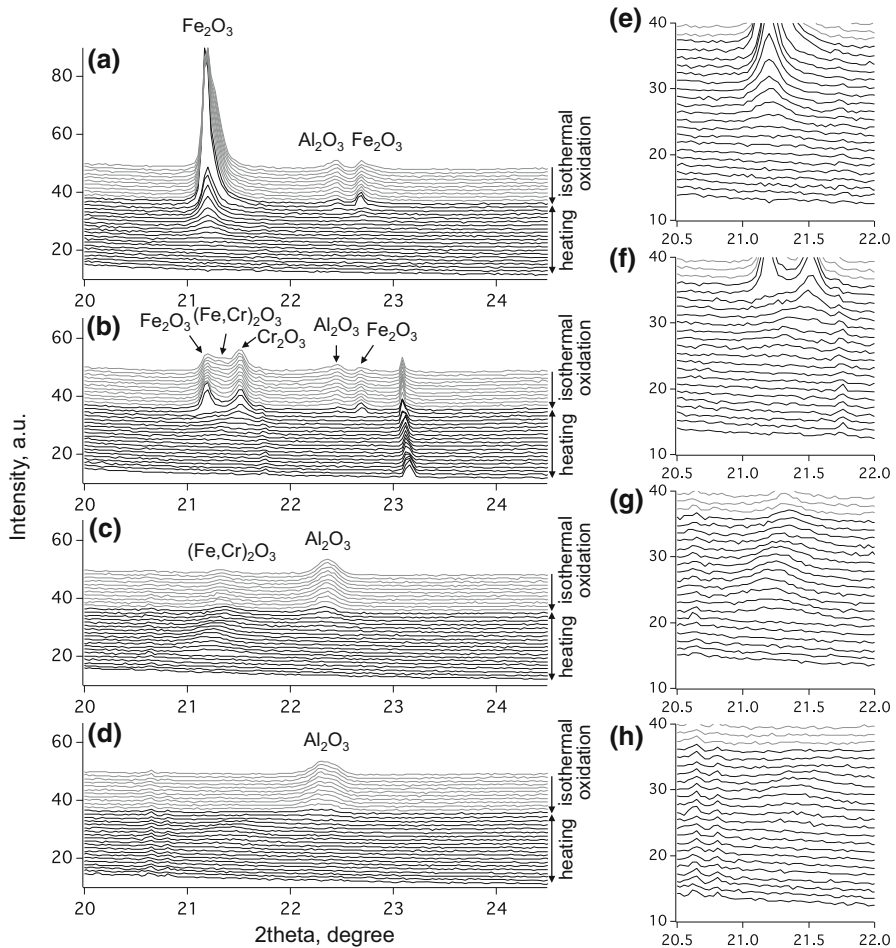 Fe2O3
(a)
80
60
40
20
Al2O3 Fe2O3
isothermal
oxidation
heating
20 21 22 23 24
(b)
Fe2O3 (Fe,Cr)2O3
Cr2O3
Al2O3 Fe2O3
60
40
20
isothermal
oxidation
heating
20 21 22 23 24
Intensity, a.u.
(c)
(Fe,Cr)2O3 Al2O3
60
40
20
isothermal
oxidation
heating
20 21 22 23 24
(d)
Al2O3
60
40
20
isothermal
oxidation
heating
20 21 22 23 24
2theta, degree
(e)
40
30
20
10
20.5 21.0 21.5 22.0
(f)
40
30
20
10
20.5 21.0 21.5 22.0
(g)
40
30
20
10
20.5 21.0 21.5 22.0
(h)
40
30
20
10
20.5 21.0 21.5 22.0